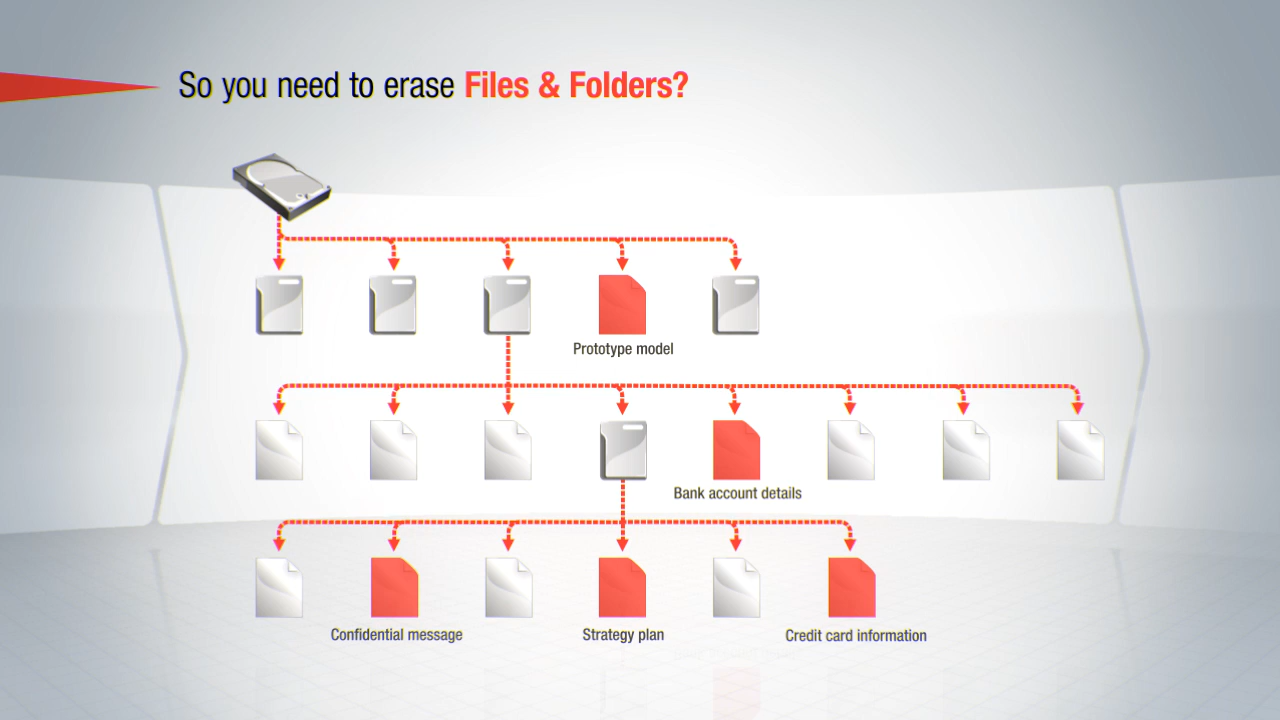 So you need to erase Files & Folders?
Prototype model
Bank account details
Confidential message
Strategy plan
Credit card information